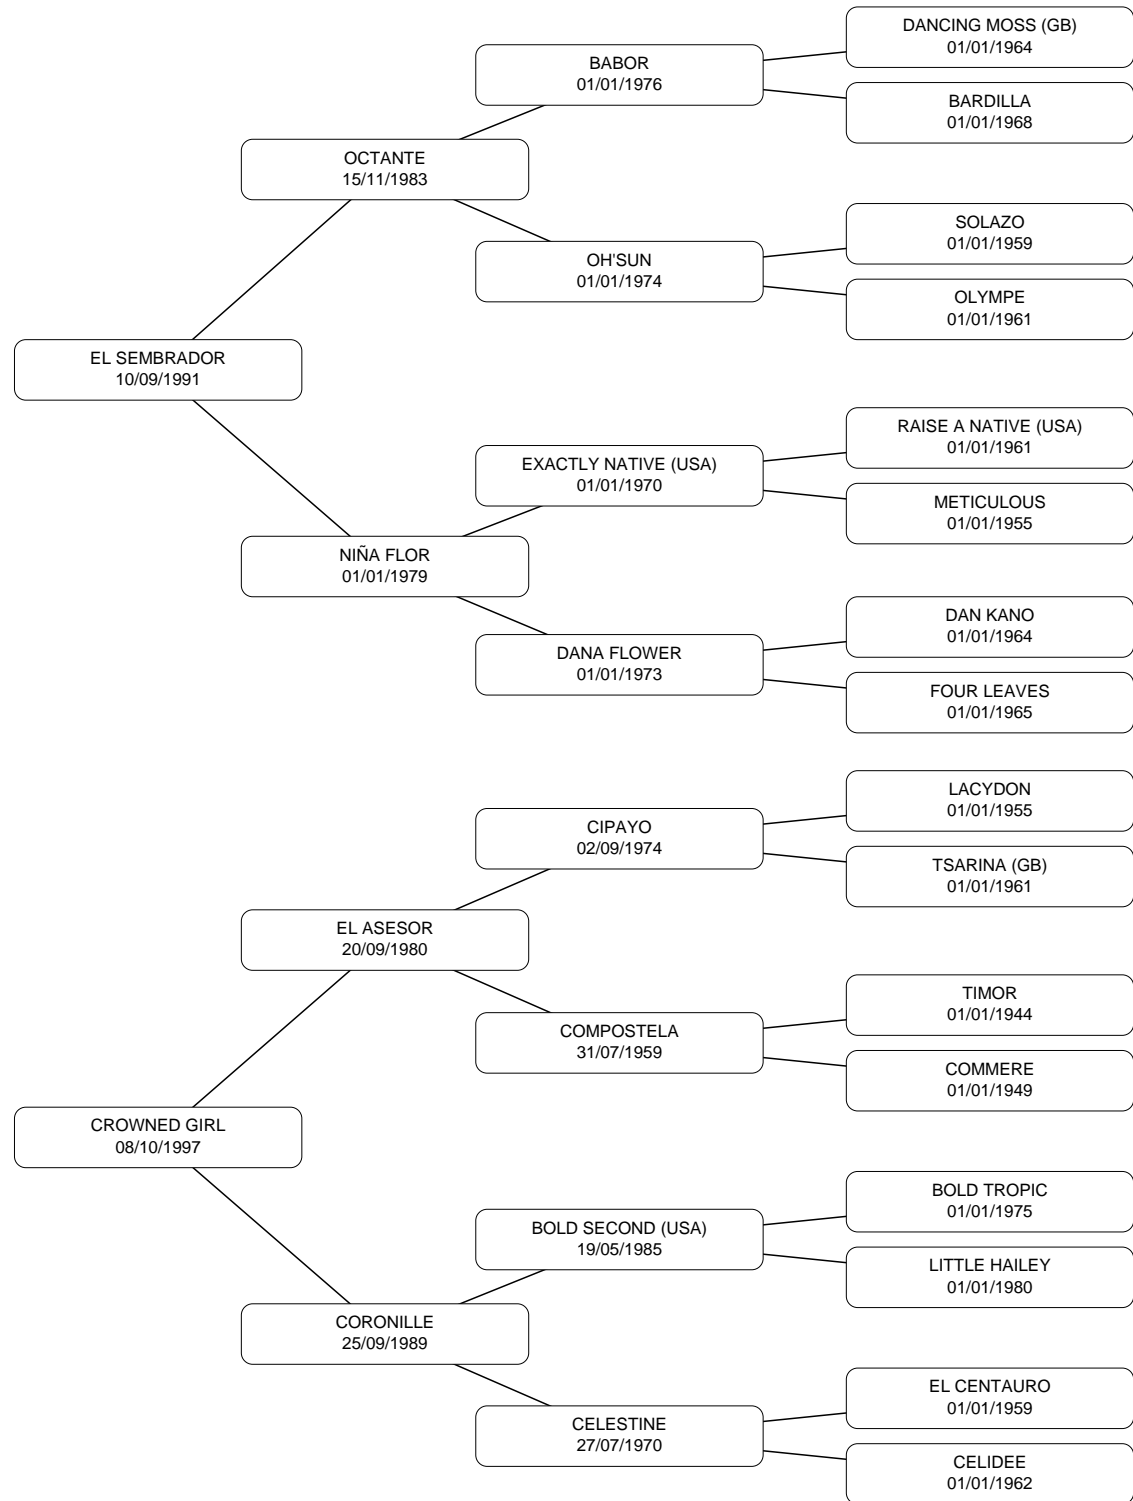 DANCING MOSS (GB)
01/01/1964
BABOR
01/01/1976
BARDILLA
01/01/1968
OCTANTE
15/11/1983
SOLAZO
01/01/1959
OH'SUN
01/01/1974
OLYMPE
01/01/1961
EL SEMBRADOR
10/09/1991
RAISE A NATIVE (USA)
01/01/1961
EXACTLY NATIVE (USA)
01/01/1970
METICULOUS
01/01/1955
NIÑA FLOR
01/01/1979
DAN KANO
01/01/1964
DANA FLOWER
01/01/1973
FOUR LEAVES
01/01/1965
LACYDON
01/01/1955
CIPAYO
02/09/1974
TSARINA (GB)
01/01/1961
EL ASESOR
20/09/1980
TIMOR
01/01/1944
COMPOSTELA
31/07/1959
COMMERE
01/01/1949
CROWNED GIRL
08/10/1997
BOLD TROPIC
01/01/1975
BOLD SECOND (USA)
19/05/1985
LITTLE HAILEY
01/01/1980
CORONILLE
25/09/1989
EL CENTAURO
01/01/1959
CELESTINE
27/07/1970
CELIDEE
01/01/1962